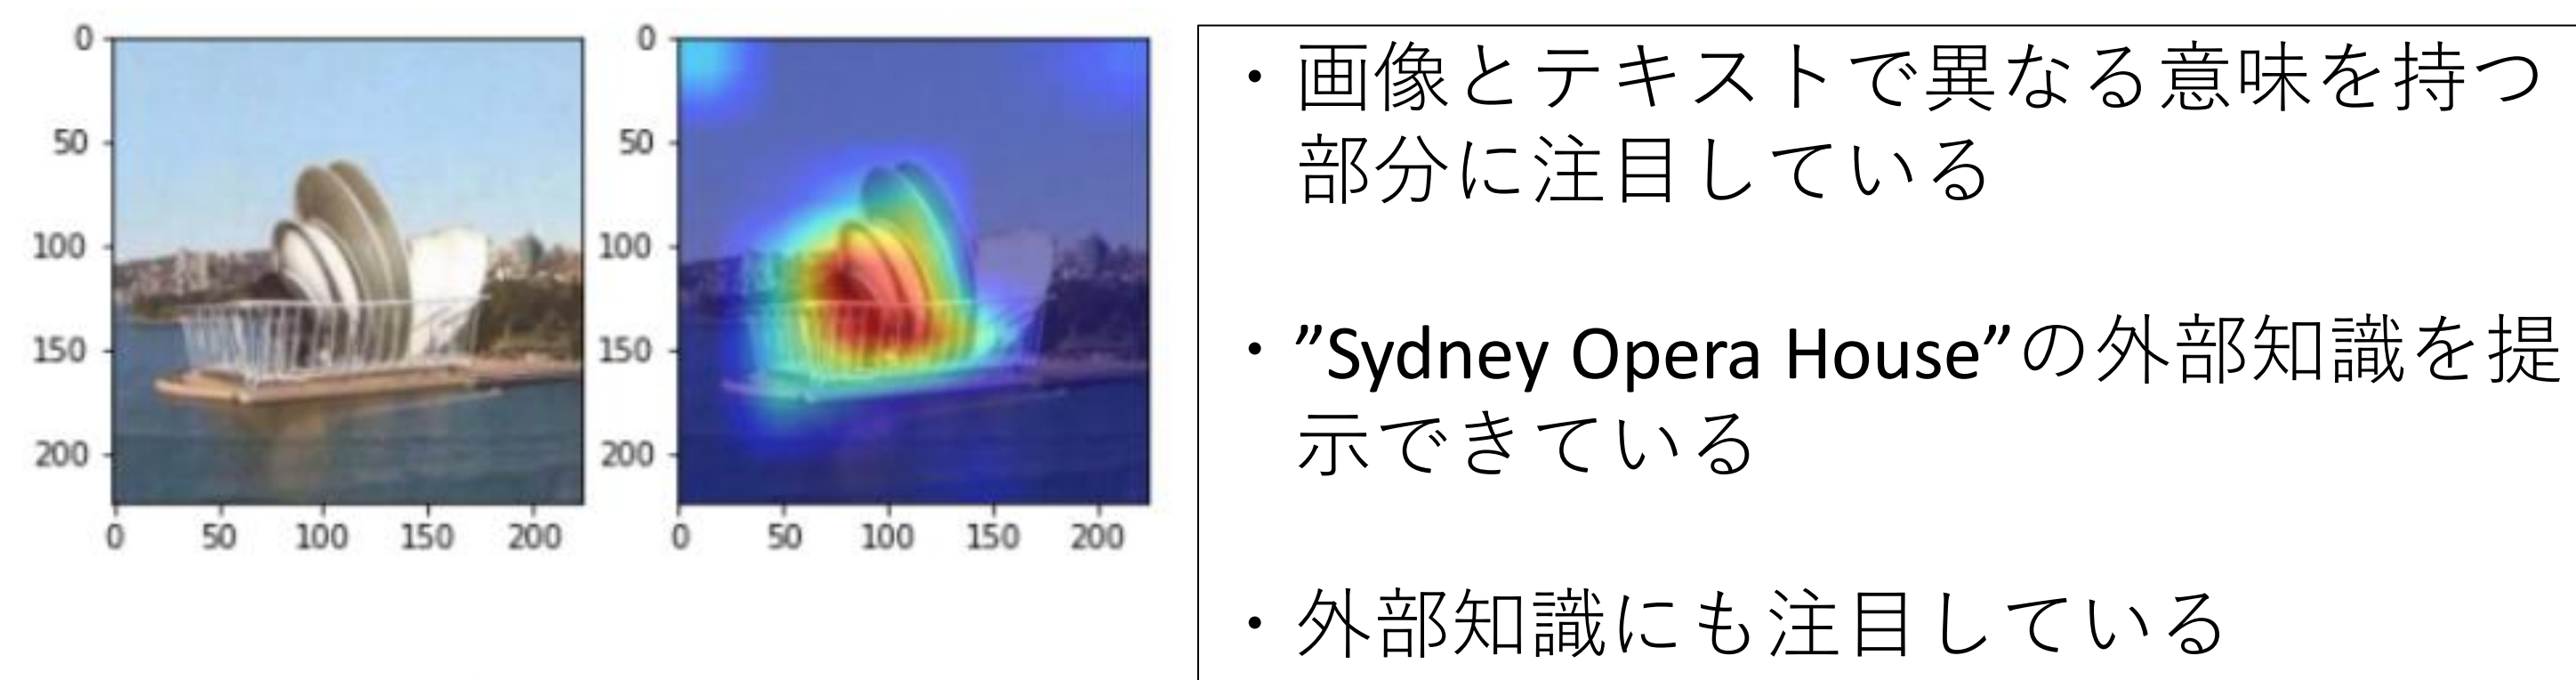 0
50
100
150
200
0 50 100 150 200
0
50
100
150
200
0 50 100 150 200
・画像とテキストで異なる意味を持つ
部分に注目している
・”Sydney Opera House”の外部知識を提
示できている
・外部知識にも注目している